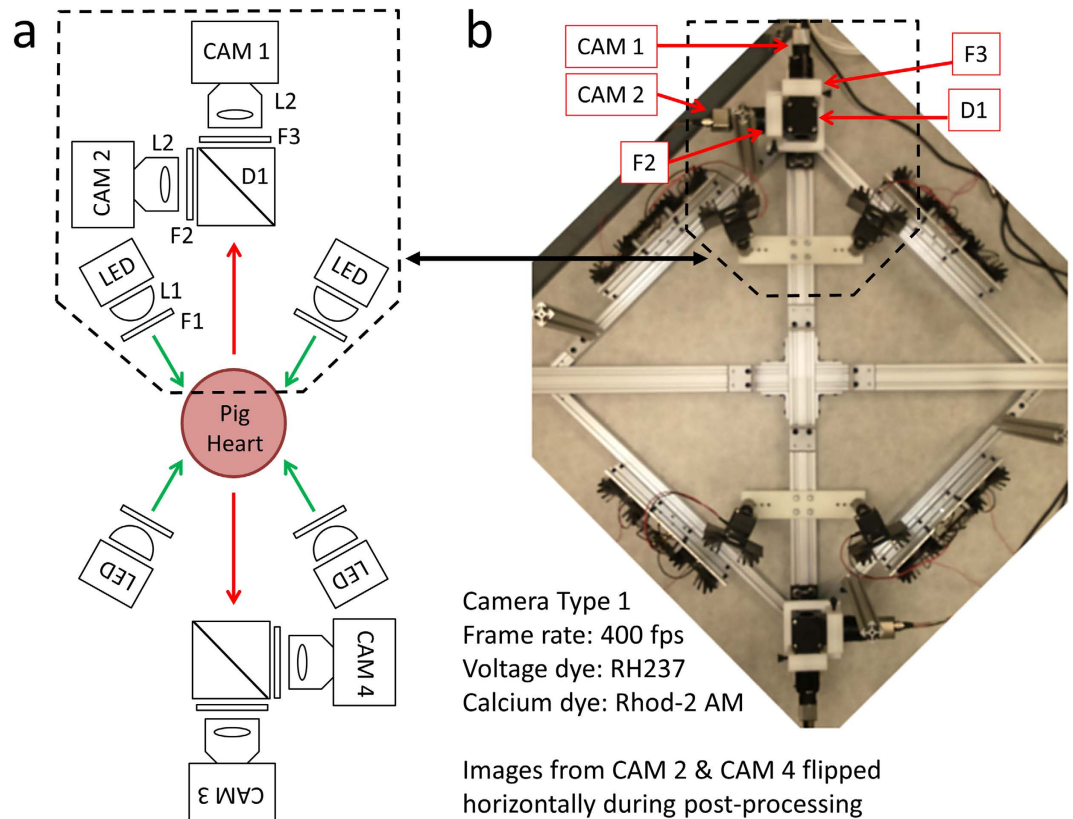 a
CAM 1
L2
F3
L2
CAM 2
D1
F2
LED
L1
F1
LED
Pig
Heart
LED
LED
CAM 4
CAM 3
b
CAM 1
F3
CAM 2
D1
F2
Camera Type 1
Frame rate: 400 fps
Voltage dye: RH237
Calcium dye: Rhod-2 AM
Images from CAM 2 & CAM 4 flipped
horizontally during post-processing